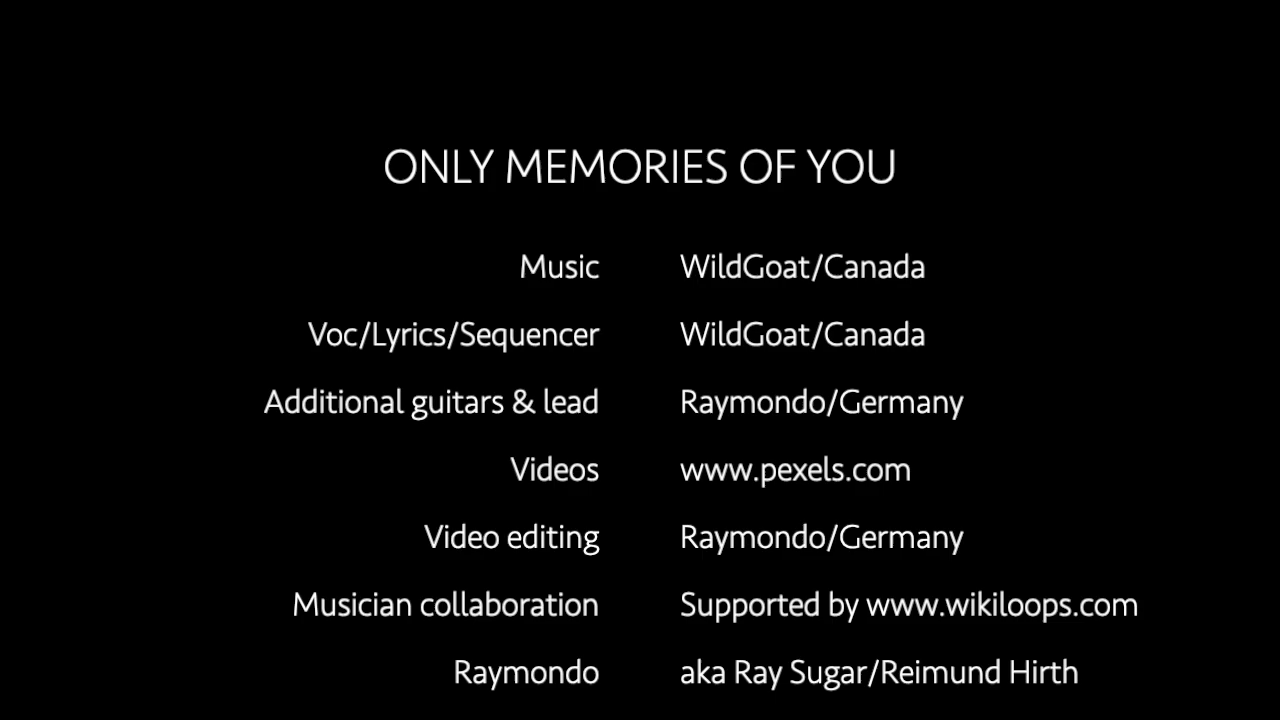 ONLY MEMORIES OF YOU
Music WildGoat/Canada
Voc/Lyrics/Sequencer WildGoat/Canada
Additional guitars & lead Raymondo/Germany
Videos www.pexels.com
Video editing Raymondo/Germany
Musician collaboration Supported by www.wikiloops.com
Raymondo aka Ray Sugar/Reimund Hirth